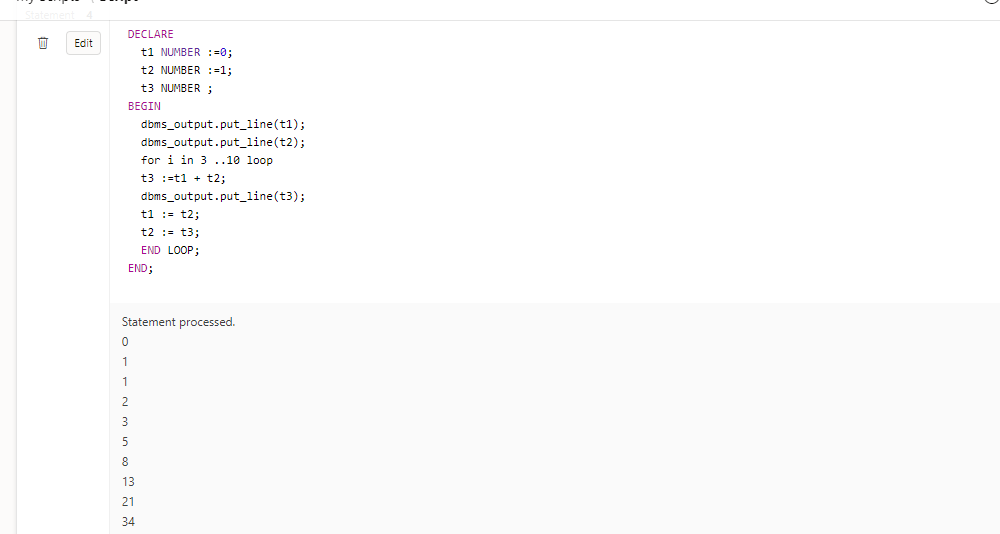 Statement 4
Edit
DECLARE
t1 NUMBER :=0;
t2 NUMBER :=1;
t3 NUMBER ;
BEGIN
dbms_output.put_line(t1);
dbms_output.put_line(t2);
for i in 3 ..10 loop
t3 :=t1 + t2;
dbms_output.put_line(t3);
t1 := t2;
t2 := t3;
END LOOP;
END;
Statement processed.
0
1
1
2
3
5
8
13
21
34